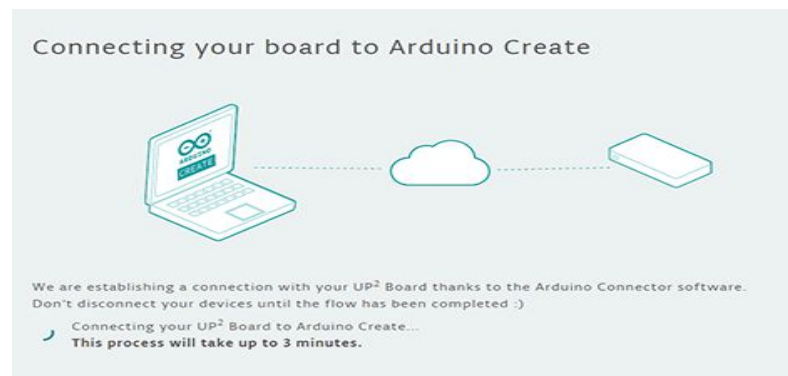 Connecting your board to Arduino Create
ARDUINO
CREATE
We are establishing a connection with your UP² Board thanks to the Arduino Connector software.
Don't disconnect your devices until the flow has been completed :)
Connecting your UP² Board to Arduino Create...
This process will take up to 3 minutes.